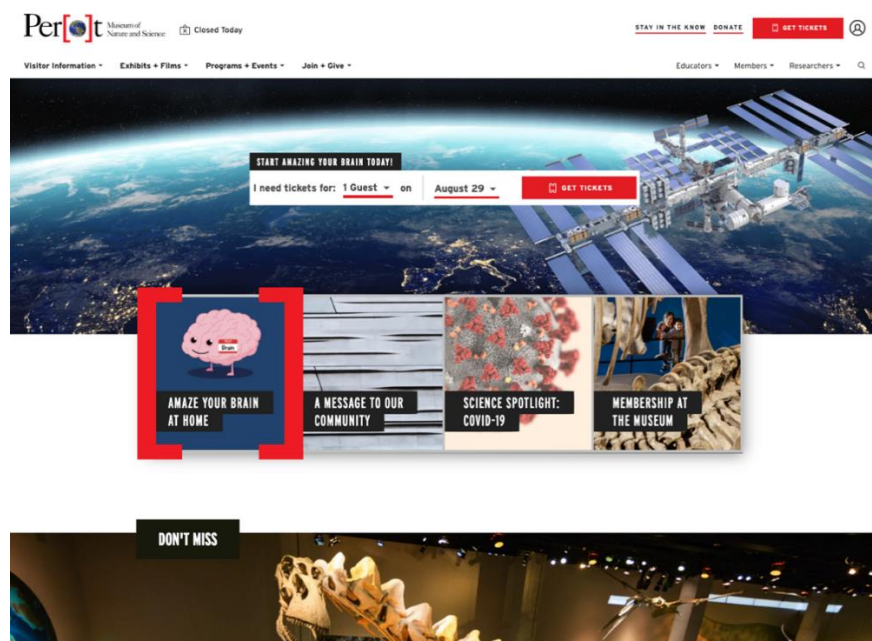 Perot Museum of
Nature and Science
Closed Today
STAY IN THE KNOW DONATE GET TICKETS
Visitor Information Exhibits + Films Programs + Events Join + Give Educators Members Researchers
START AMAZING YOUR BRAIN TODAY!
I need tickets for: 1 Guest on August 29 GET TICKETS
Brain
AMAZE YOUR BRAIN
AT HOME
A MESSAGE TO OUR
COMMUNITY
SCIENCE SPOTLIGHT:
COVID-19
MEMBERSHIP AT
THE MUSEUM
DON'T MISS